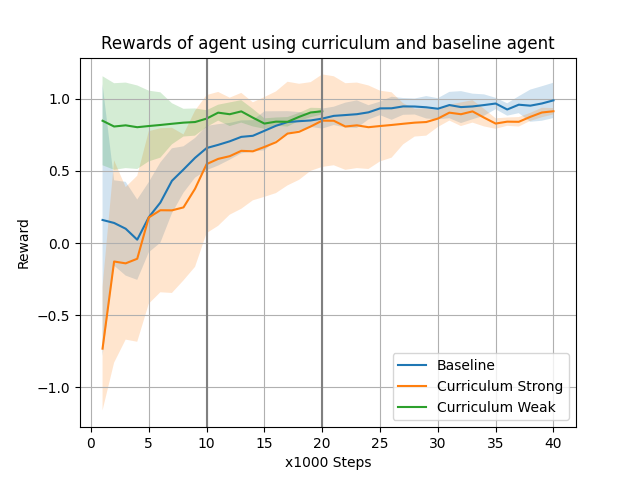 Rewards of agent using curriculum and baseline agent
Reward
1.0
0.5
0.0
−0.5
−1.0
Baseline
Curriculum Strong
Curriculum Weak
0 5 10 15 20 25 30 35 40
x1000 Steps